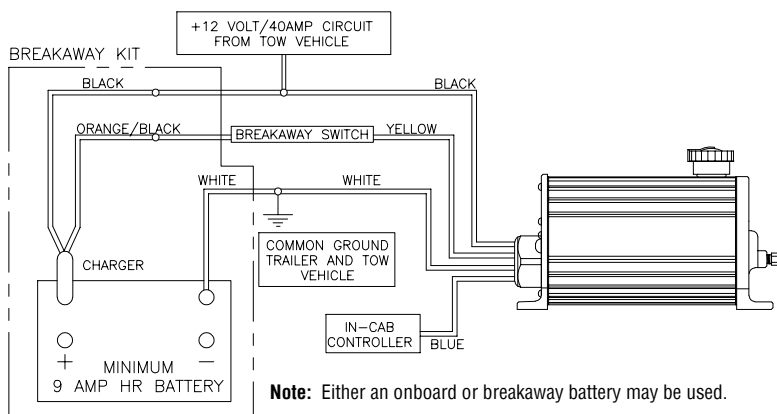 +12 VOLT/40AMP CIRCUIT
FROM TOW VEHICLE
BREAKAWAY KIT
BLACK
BLACK
ORANGE/BLACK
BREAKAWAY SWITCH
YELLOW
WHITE
WHITE
COMMON GROUND
TRAILER AND TOW
VEHICLE
CHARGER
IN-CAB
CONTROLLER
BLUE
+
−
MINIMUM
9 AMP HR BATTERY
Note: Either an onboard or breakaway battery may be used.